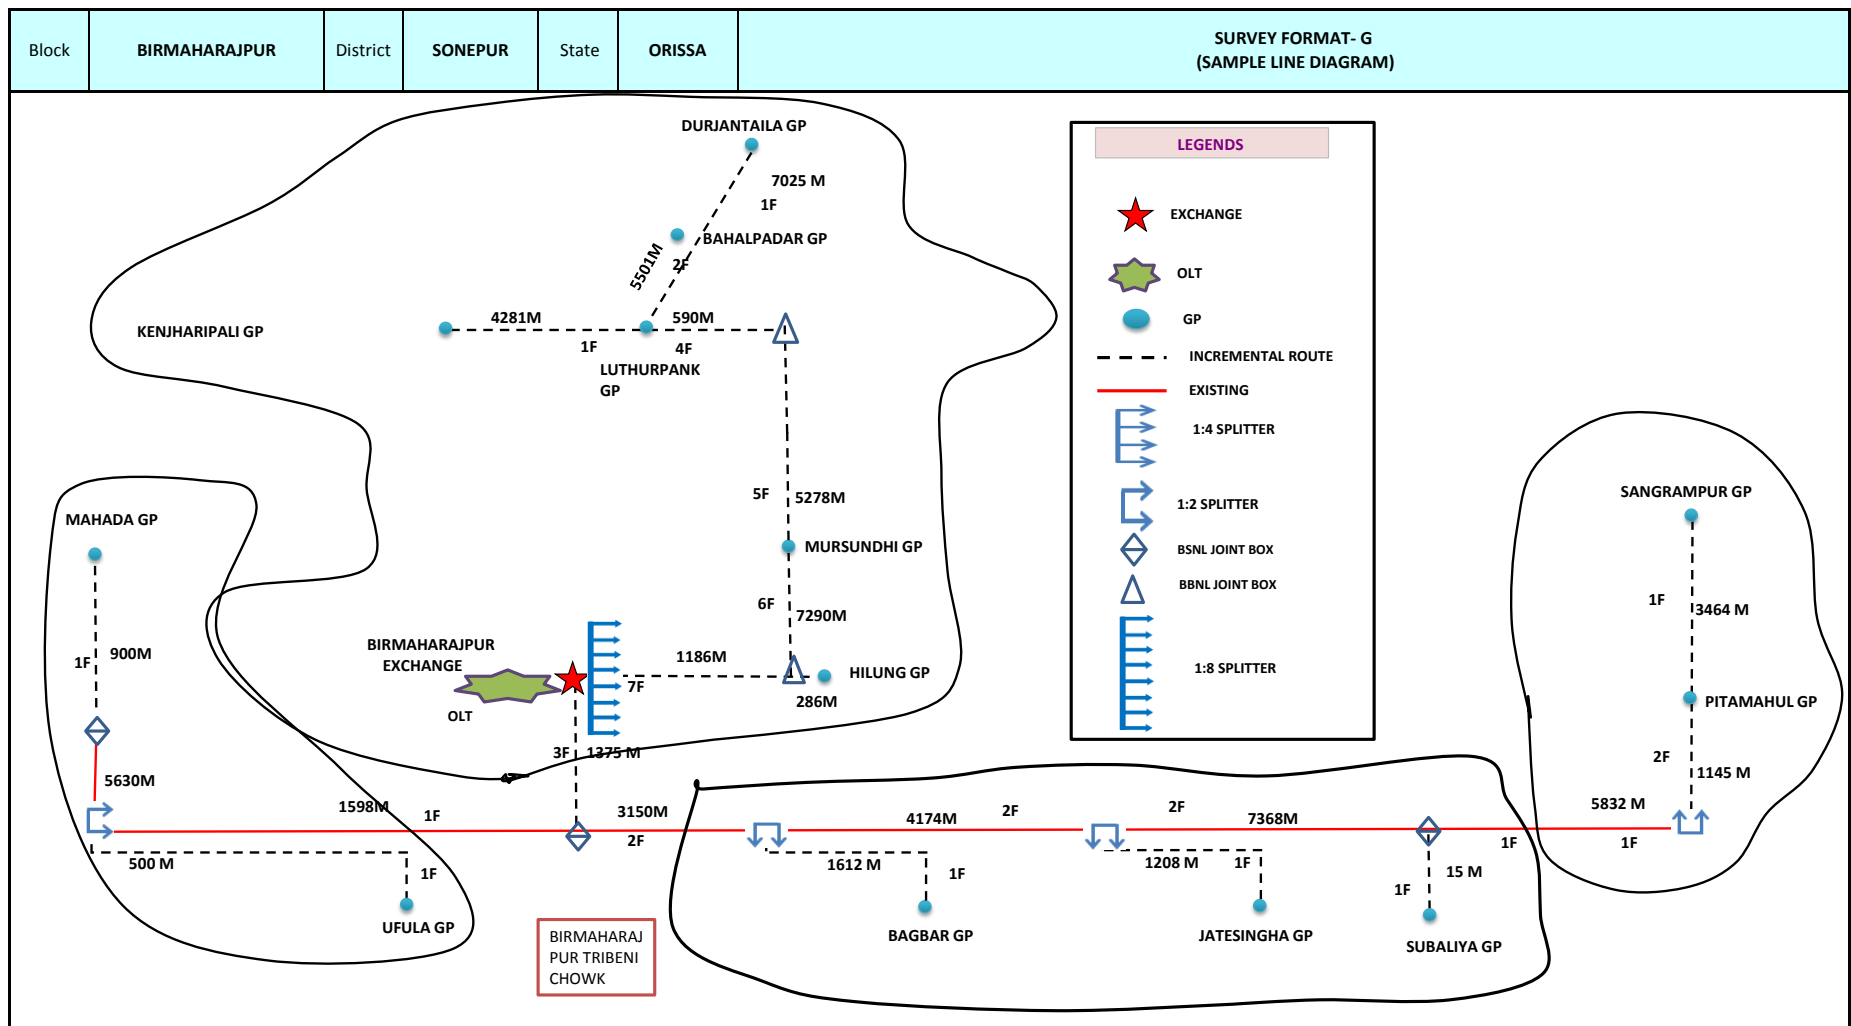 Block BIRMAHARAJPUR District SONEPUR State ORISSA SURVEY FORMAT- G
(SAMPLE LINE DIAGRAM)
DURJANTAILA GP
7025 M
1F
BAHALPADAR GP
5501M
2F
KENJHARIPALI GP
4281M
590M
1F
4F
LUTHURPANK
GP
5F
5278M
MURSUNDHI GP
6F
7290M
MAHADA GP
900M
1F
BIRMAHARAJPUR
EXCHANGE
OLT
7F
1186M
HILUNG GP
286M
3F
1375 M
5630M
1598M
1F
3150M
2F
4174M
2F
2F
7368M
1F
5832 M
1F
500 M
1F
UFULA GP
1612 M
1F
BAGBAR GP
1208 M
1F
JATESINGHA GP
15 M
1F
SUBALIYA GP
BIRMAHARAJ
PUR TRIBENI
CHOWK
LEGENDS
EXCHANGE
OLT
GP
INCREMENTAL ROUTE
EXISTING
1:4 SPLITTER
1:2 SPLITTER
BSNL JOINT BOX
BBNL JOINT BOX
1:8 SPLITTER
SANGRAMPUR GP
1F
3464 M
PITAMAHUL GP
2F
1145 M